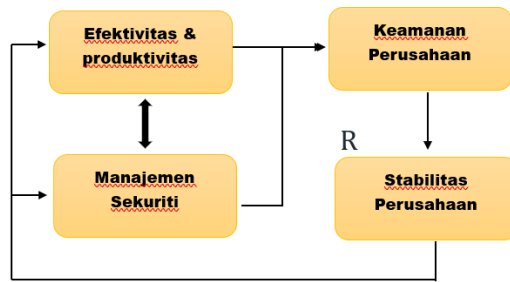 Efektivitas &
produktivitas
Keamanan
Perusahaan
R
Manajemen
Sekuriti
Stabilitas
Perusahaan